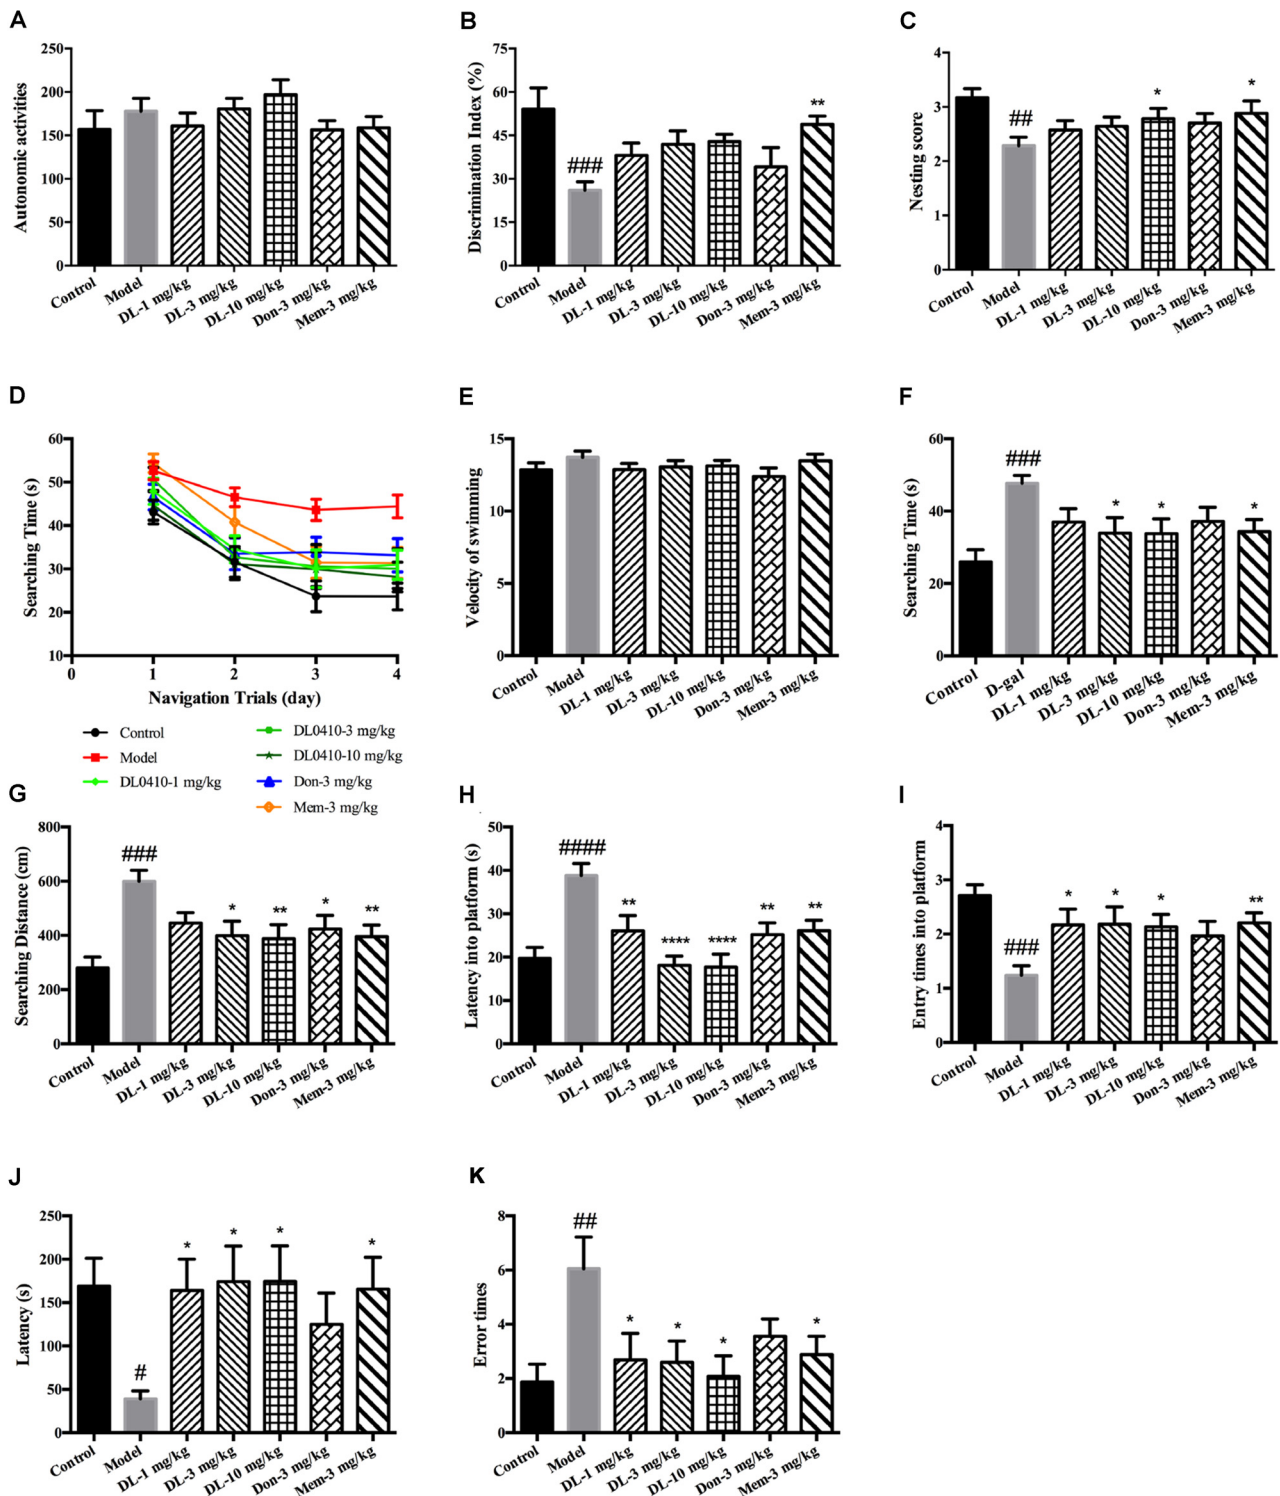 A
Autonomic activities
250
200
150
100
50
0
Control
Model
DL-1 mg/kg
DL-3 mg/kg
DL-10 mg/kg
Don-3 mg/kg
Mem-3 mg/kg
B
Discrimination Index (%)
75
60
45
30
15
0
###
**
Control
Model
DL-1 mg/kg
DL-3 mg/kg
DL-10 mg/kg
Don-3 mg/kg
Mem-3 mg/kg
C
Nesting score
4
3
2
1
0
##
*
*
Control
Model
DL-1 mg/kg
DL-3 mg/kg
DL-10 mg/kg
Don-3 mg/kg
Mem-3 mg/kg
D
Searching Time (s)
60
50
40
30
20
10
0
1
2
3
4
Navigation Trials (day)
Control
Model
DL0410-1 mg/kg
DL0410-3 mg/kg
DL0410-10 mg/kg
Don-3 mg/kg
Mem-3 mg/kg
E
Velocity of swimming
15
10
5
0
Control
Model
DL-1 mg/kg
DL-3 mg/kg
DL-10 mg/kg
Don-3 mg/kg
Mem-3 mg/kg
F
Searching Time (s)
60
40
20
0
###
*
*
*
Control
D-gal
DL-1 mg/kg
DL-3 mg/kg
DL-10 mg/kg
Don-3 mg/kg
Mem-3 mg/kg
G
Searching Distance (cm)
800
600
400
200
0
###
*
**
*
**
Control
Model
DL-1 mg/kg
DL-3 mg/kg
DL-10 mg/kg
Don-3 mg/kg
Mem-3 mg/kg
H
Latency into platform (s)
50
40
30
20
10
0
####
**
****
****
**
**
Control
Model
DL-1 mg/kg
DL-3 mg/kg
DL-10 mg/kg
Don-3 mg/kg
Mem-3 mg/kg
I
Entry times into platform
4
3
2
1
0
###
*
*
*
**
Control
Model
DL-1 mg/kg
DL-3 mg/kg
DL-10 mg/kg
Don-3 mg/kg
Mem-3 mg/kg
J
Latency (s)
250
200
150
100
50
0
#
*
*
*
*
Control
Model
DL-1 mg/kg
DL-3 mg/kg
DL-10 mg/kg
Don-3 mg/kg
Mem-3 mg/kg
K
Error times
8
6
4
2
0
##
*
*
*
*
Control
Model
DL-1 mg/kg
DL-3 mg/kg
DL-10 mg/kg
Don-3 mg/kg
Mem-3 mg/kg